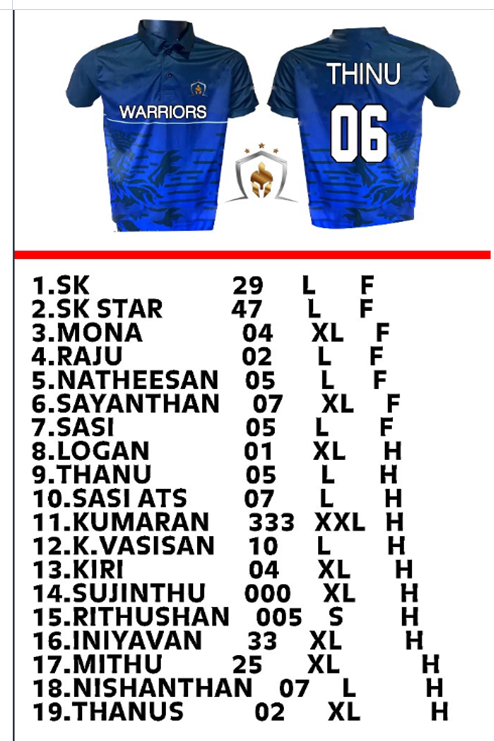 WARRIORS
THINU
06
1.SK 29 L F
2.SK STAR 47 L F
3.MONA 04 XL F
4.RAJU 02 L F
5.NATHEESAN 05 L F
6.SAYANTHAN 07 XL F
7.SASI 05 L F
8.LOGAN 01 XL H
9.THANU 05 L H
10.SASI ATS 07 L H
11.KUMARAN 333 XXL H
12.K.VASISAN 10 L H
13.KIRI 04 XL H
14.SUJINTHU 000 XL H
15.RITHUSHAN 005 S H
16.INIYAVAN 33 XL H
17.MITHU 25 XL H
18.NISHANTHAN 07 L H
19.THANUS 02 XL H